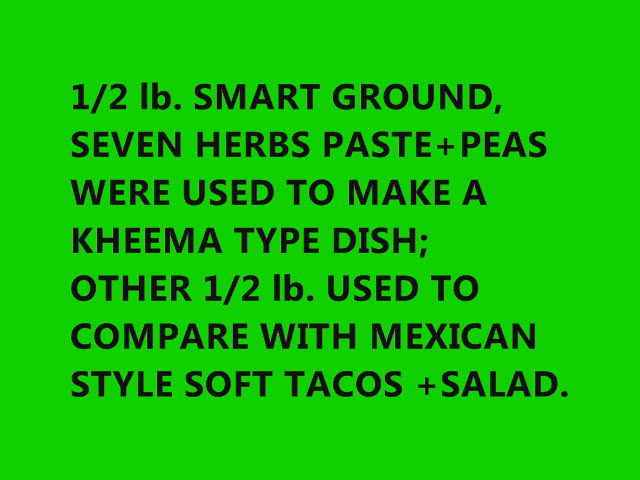 1/2 lb. SMART GROUND,
SEVEN HERBS PASTE+PEAS
WERE USED TO MAKE A
KHEEMA TYPE DISH;
OTHER 1/2 lb. USED TO
COMPARE WITH MEXICAN
STYLE SOFT TACOS +SALAD.